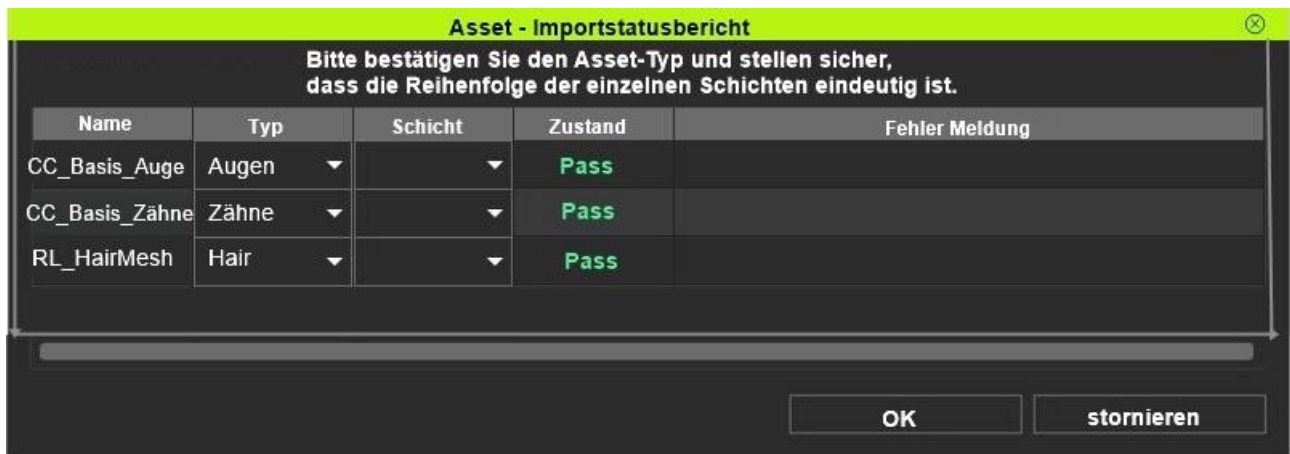 Asset - Importstatusbericht
Bitte bestätigen Sie den Asset-Typ und stellen sicher,
dass die Reihenfolge der einzelnen Schichten eindeutig ist.
Name Typ Schicht Zustand Fehler Meldung
CC_Basis_Auge Augen Pass
CC_Basis_Zähne Zähne Pass
RL_HairMesh Hair Pass
OK stornieren